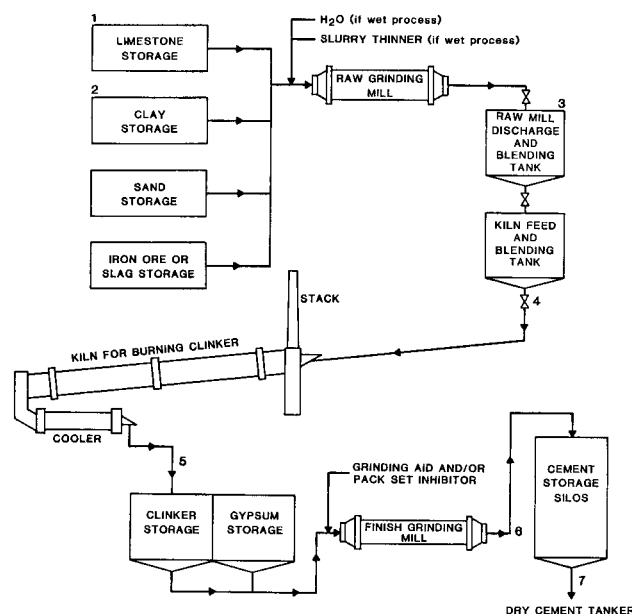 1
LIMESTONE
STORAGE
2
CLAY
STORAGE
SAND
STORAGE
IRON ORE OR
SLAG STORAGE
H₂O (if wet process)
SLURRY THINNER (if wet process)
RAW GRINDING
MILL
3
RAW MILL
DISCHARGE
AND
BLENDING
TANK
KILN FEED
AND
BLENDING
TANK
4
STACK
KILN FOR BURNING CLINKER
COOLER
5
CLINKER
STORAGE
GYPSUM
STORAGE
GRINDING AID AND/OR
PACK SET INHIBITOR
FINISH GRINDING
MILL
6
CEMENT
STORAGE
SILOS
7
DRY CEMENT TANKER